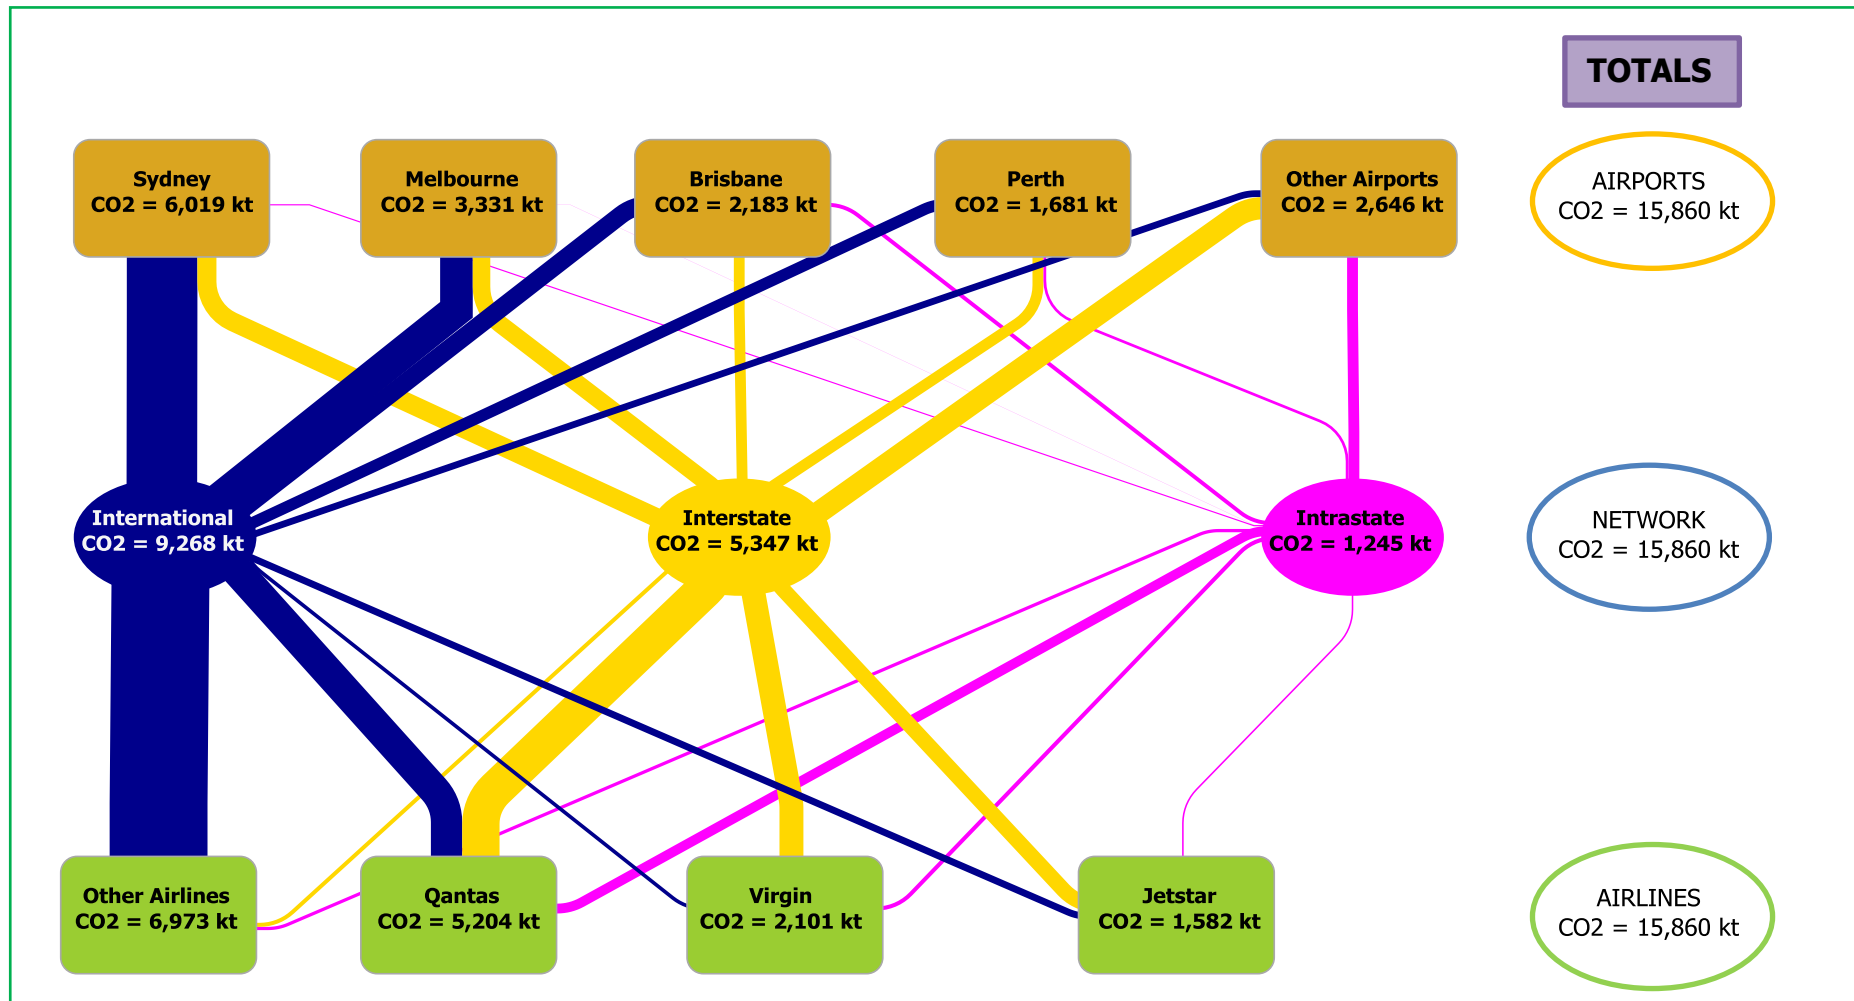 TOTALS
Sydney
CO2 = 6,019 kt
Melbourne
CO2 = 3,331 kt
Brisbane
CO2 = 2,183 kt
Perth
CO2 = 1,681 kt
Other Airports
CO2 = 2,646 kt
AIRPORTS
CO2 = 15,860 kt
International
CO2 = 9,268 kt
Interstate
CO2 = 5,347 kt
Intrastate
CO2 = 1,245 kt
NETWORK
CO2 = 15,860 kt
Other Airlines
CO2 = 6,973 kt
Qantas
CO2 = 5,204 kt
Virgin
CO2 = 2,101 kt
Jetstar
CO2 = 1,582 kt
AIRLINES
CO2 = 15,860 kt